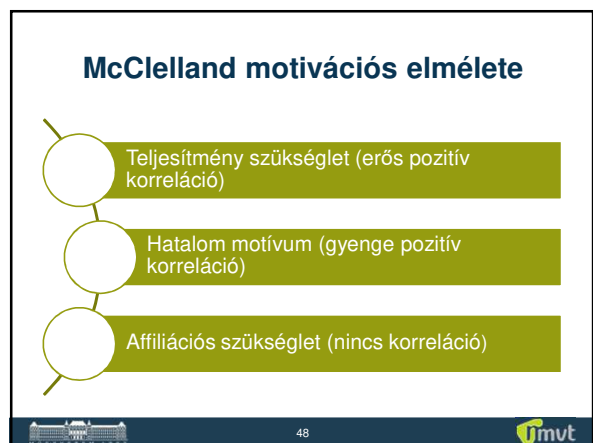 McClelland motivációs elmélete
Teljesítmény szükséglet (erős pozitív
korreláció)
Hatalom motívum (gyenge pozitív
korreláció)
Affiliációs szükséglet (nincs korreláció)
48
mvt